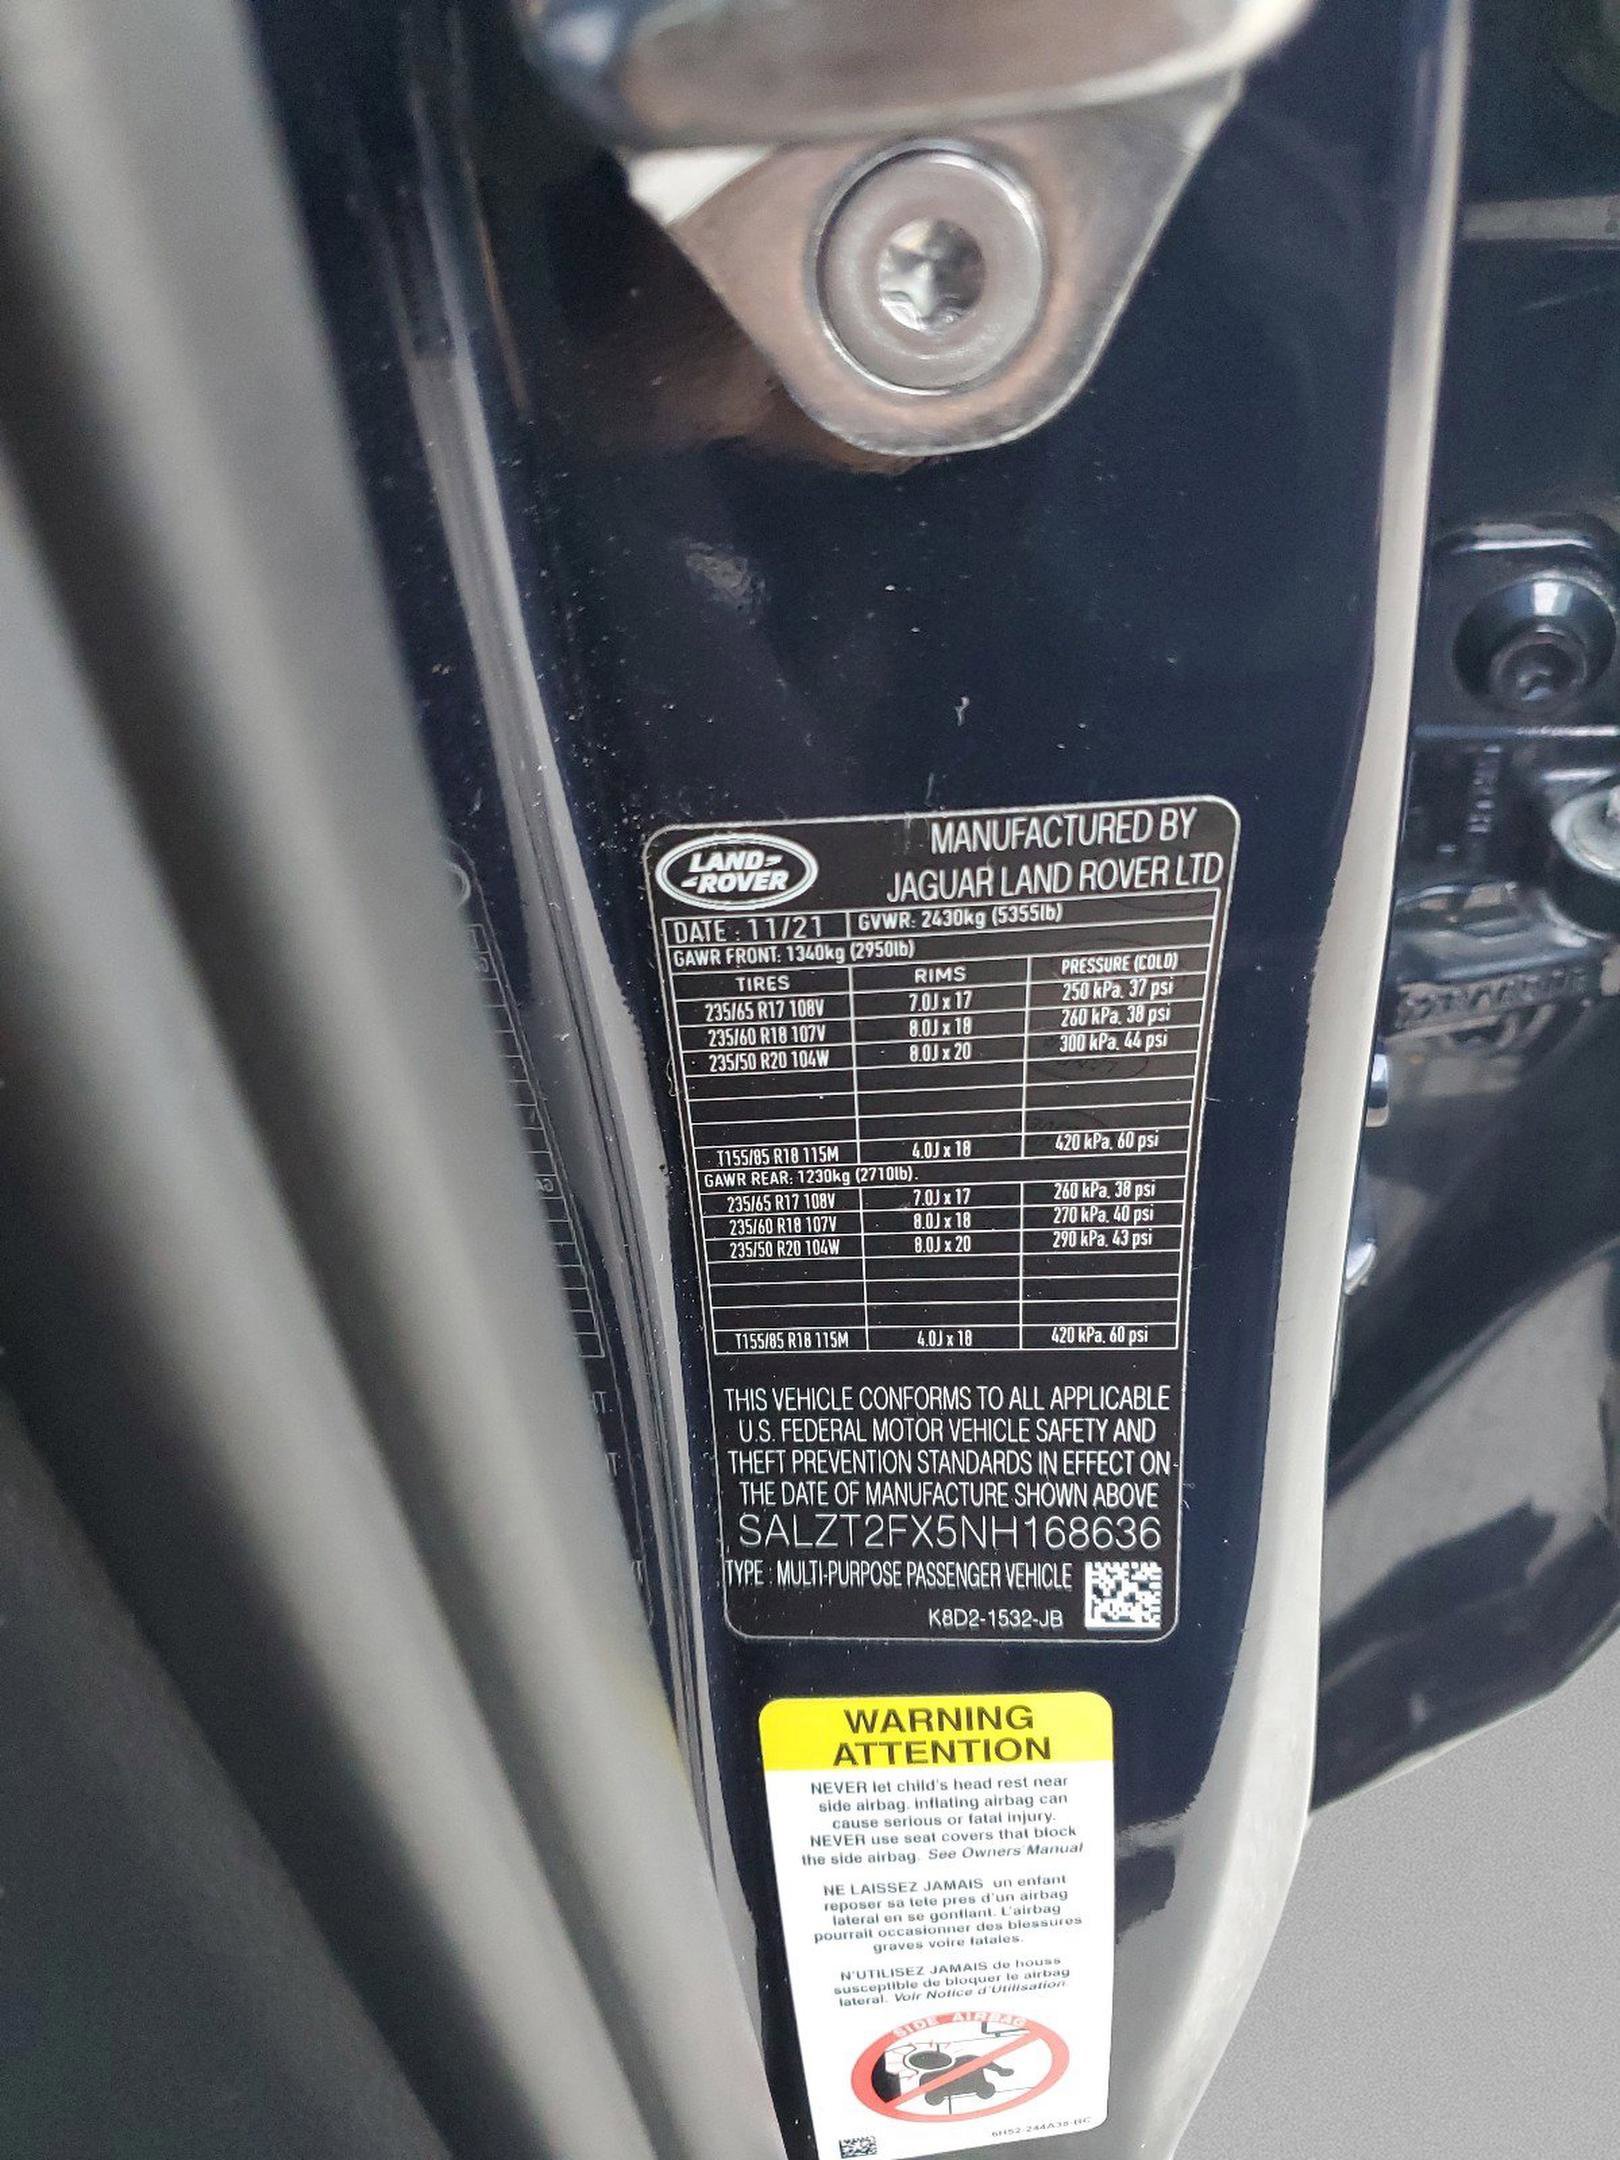 MANUFACTURED BY
LAND-
-ROVER
JAGUAR LAND ROVER LTD
DATE : 11/21 GVWR: 2430kg (5355lb)
GAWR FRONT: 1340kg (2950lb)
TIRES RIMS PRESSURE (COLD)
235/65 R17 108V 7.0J x 17 250 kPa, 37 psi
235/60 R18 107V 8.0J x 18 260 kPa, 38 psi
235/50 R20 104W 8.0J x 20 300 kPa, 44 psi
T155/85 R18 115M 4.0J x 18 420 kPa, 60 psi
GAWR REAR: 1230kg (2710lb).
235/65 R17 108V 7.0J x 17 260 kPa, 38 psi
235/60 R18 107V 8.0J x 18 270 kPa, 40 psi
235/50 R20 104W 8.0J x 20 290 kPa, 43 psi
T155/85 R18 115M 4.0J x 18 420 kPa, 60 psi
THIS VEHICLE CONFORMS TO ALL APPLICABLE
U.S. FEDERAL MOTOR VEHICLE SAFETY AND
THEFT PREVENTION STANDARDS IN EFFECT ON
THE DATE OF MANUFACTURE SHOWN ABOVE
SALZT2FX5NH168636
TYPE : MULTI-PURPOSE PASSENGER VEHICLE
K8D2-1532-JB
WARNING
ATTENTION
NEVER let child's head rest near
side airbag. inflating airbag can
cause serious or fatal injury.
NEVER use seat covers that block
the side airbag. See Owners Manual
NE LAISSEZ JAMAIS un enfant
reposer sa tete pres d'un airbag
lateral en se gonflant. L'airbag
pourrait occasionner des blessures
graves voire fatales.
N'UTILISEZ JAMAIS de houss
susceptible de bloquer le airbag
lateral. Voir Notice d'Utilisation
SIDE AIRBAG